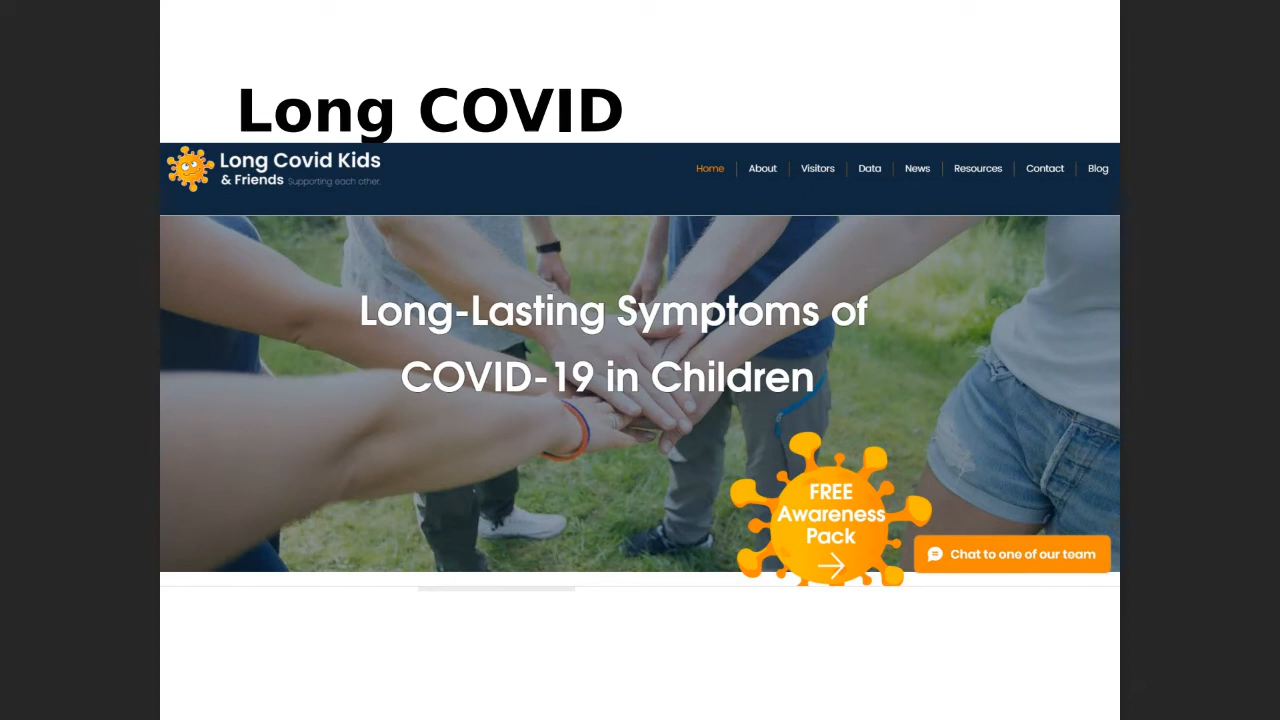 Long COVID
Long Covid Kids
& Friends Supporting each other.
Home About Visitors Data News Resources Contact Blog
Long-Lasting Symptoms of
COVID-19 in Children
FREE
Awareness
Pack
Chat to one of our team